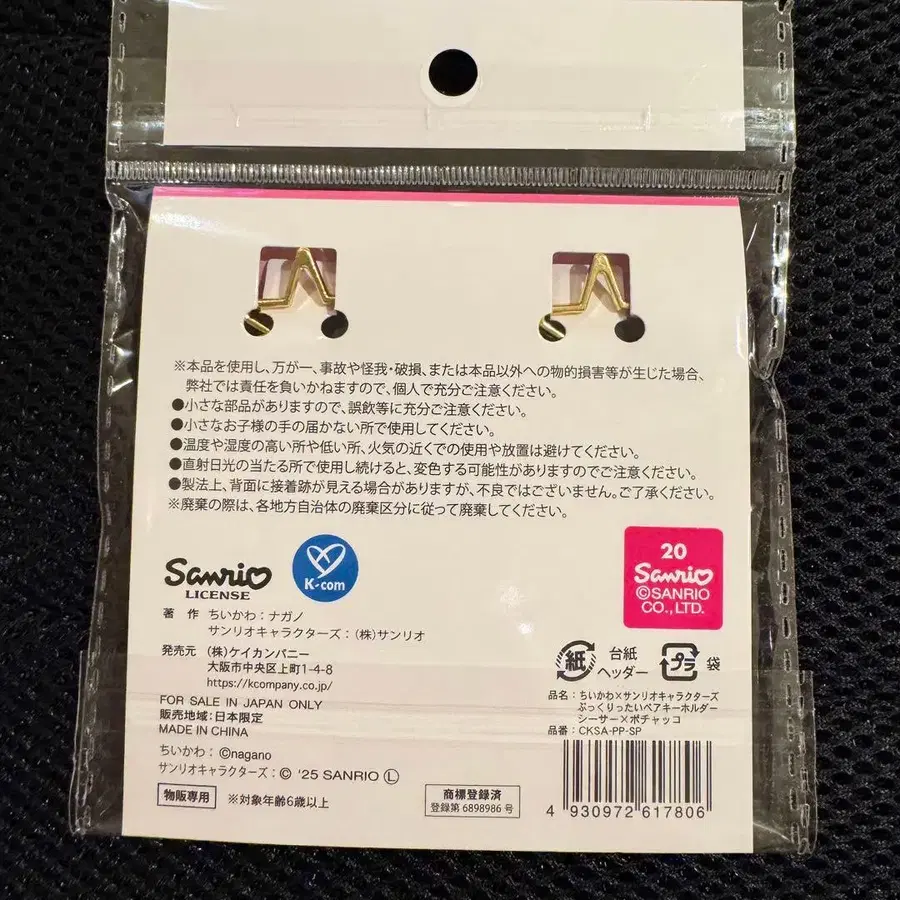 ※本品を使用し、万が一、事故や怪我・破損、または本品以外への物的損害等が生じた場合、
弊社では責任を負いかねますので、個人で充分ご注意ください。
●小さな部品がありますので、誤飲等に充分ご注意ください。
●小さなお子様の手の届かない所で使用してください。
●温度や湿度の高い所や低い所、火気の近くでの使用や放置は避けてください。
●直射日光の当たる所で使用し続けると、変色する可能性がありますのでご注意ください。
●製法上、背面に接着跡が見える場合がありますが、不良ではございません。ご了承ください。
※廃棄の際は、各地方自治体の廃棄区分に従って廃棄してください。
Sanrio
LICENSE
K-com
20
Sanrio
©SANRIO
CO., LTD.
著 作 ちいかわ：ナガノ
サンリオキャラクターズ：(株)サンリオ
発売元 (株)ケイカンパニー
大阪市中央区上町1-4-8
https://kcompany.co.jp/
紙 台紙
ヘッダー
プラ 袋
FOR SALE IN JAPAN ONLY
販売地域：日本限定
MADE IN CHINA
品名：ちいかわ×サンリオキャラクターズ
ぷっくりったいペアキーホルダー
シーサー×ポチャッコ
品番：CKSA-PP-SP
ちいかわ：©nagano
サンリオキャラクターズ：© '25 SANRIO Ⓛ
物販専用 ※対象年齢6歳以上
商標登録済
登録第 6898986 号
4 930972 617806